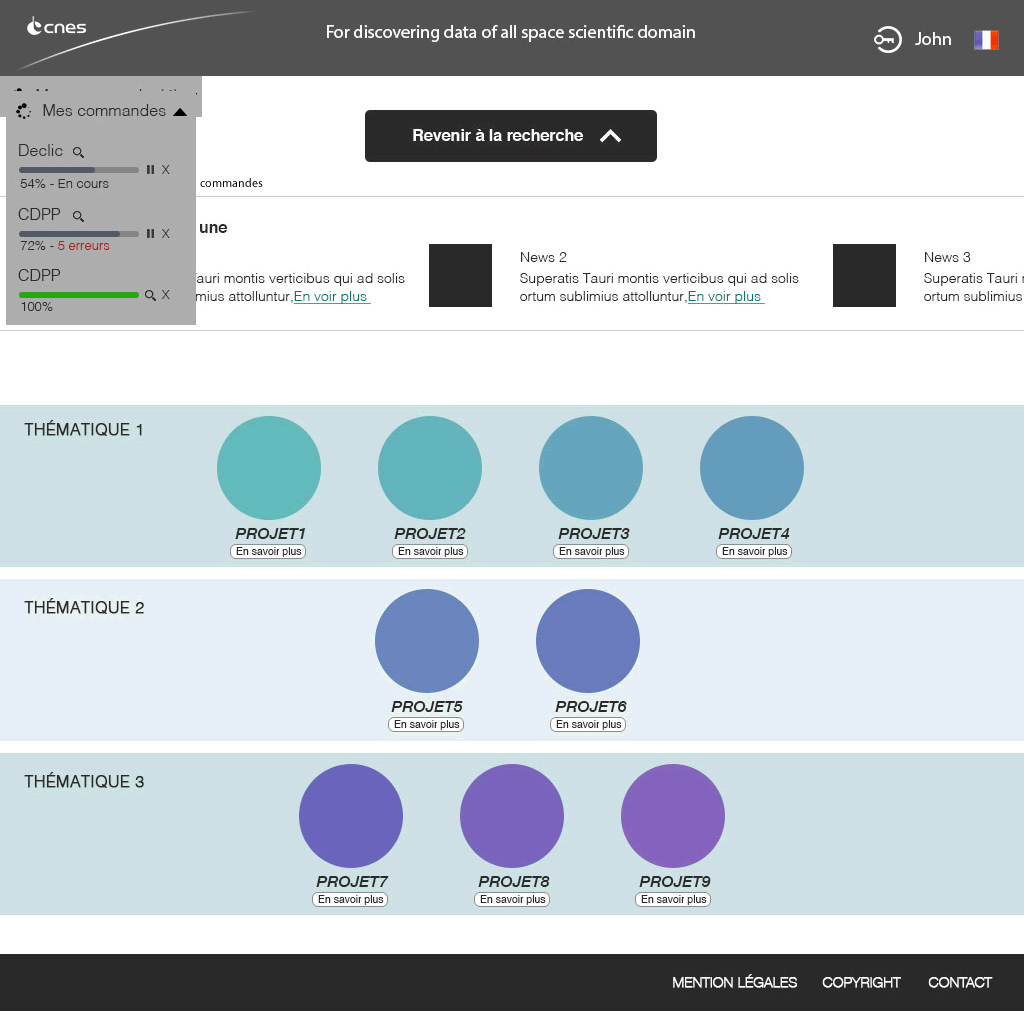 cnes
For discovering data of all space scientific domain
John
Mes commandes
Revenir à la recherche
Declic
X
54% - En cours
commandes
CDPP
X
72% - 5 erreurs
une
CDPP
X
100%
auri montis verticibus qui ad solis
mius attolluntur,En voir plus
News 2
Superatis Tauri montis verticibus qui ad solis
ortum sublimius attolluntur,En voir plus
News 3
Superatis Tauri
ortum sublimius
THÉMATIQUE 1
PROJET1
En savoir plus
PROJET2
En savoir plus
PROJET3
En savoir plus
PROJET4
En savoir plus
THÉMATIQUE 2
PROJET5
En savoir plus
PROJET6
En savoir plus
THÉMATIQUE 3
PROJET7
En savoir plus
PROJET8
En savoir plus
PROJET9
En savoir plus
MENTION LÉGALES
COPYRIGHT
CONTACT